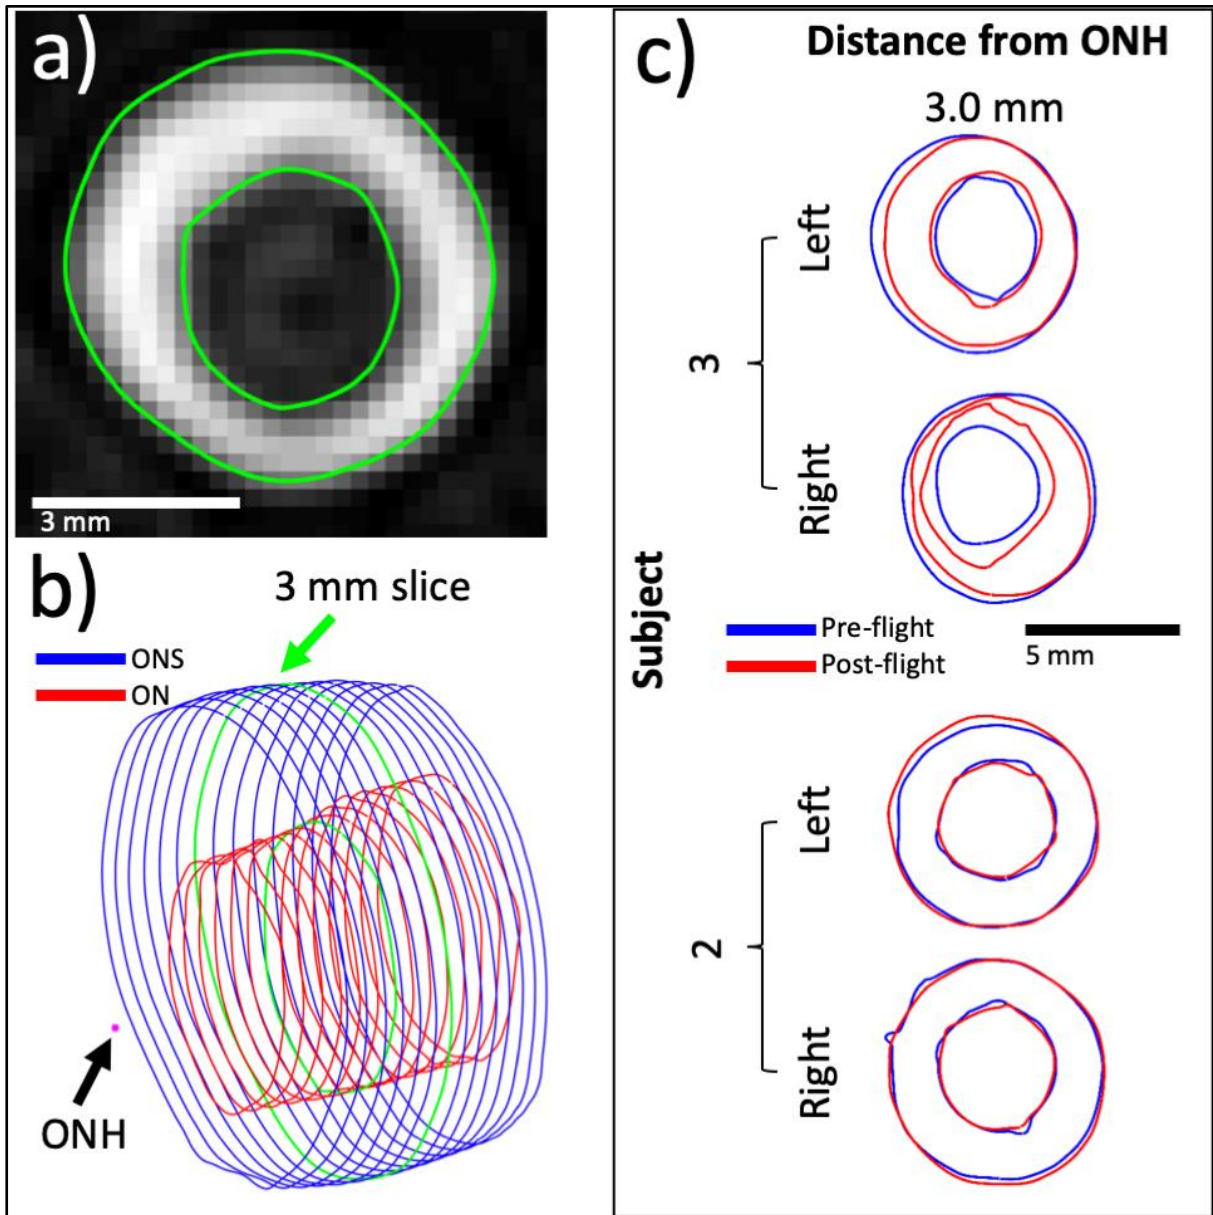 a)
3 mm
b)
3 mm slice
ONS
ON
ONH
c)
Distance from ONH
3.0 mm
Left
3
Right
Subject
Pre-flight
Post-flight
5 mm
Left
2
Right